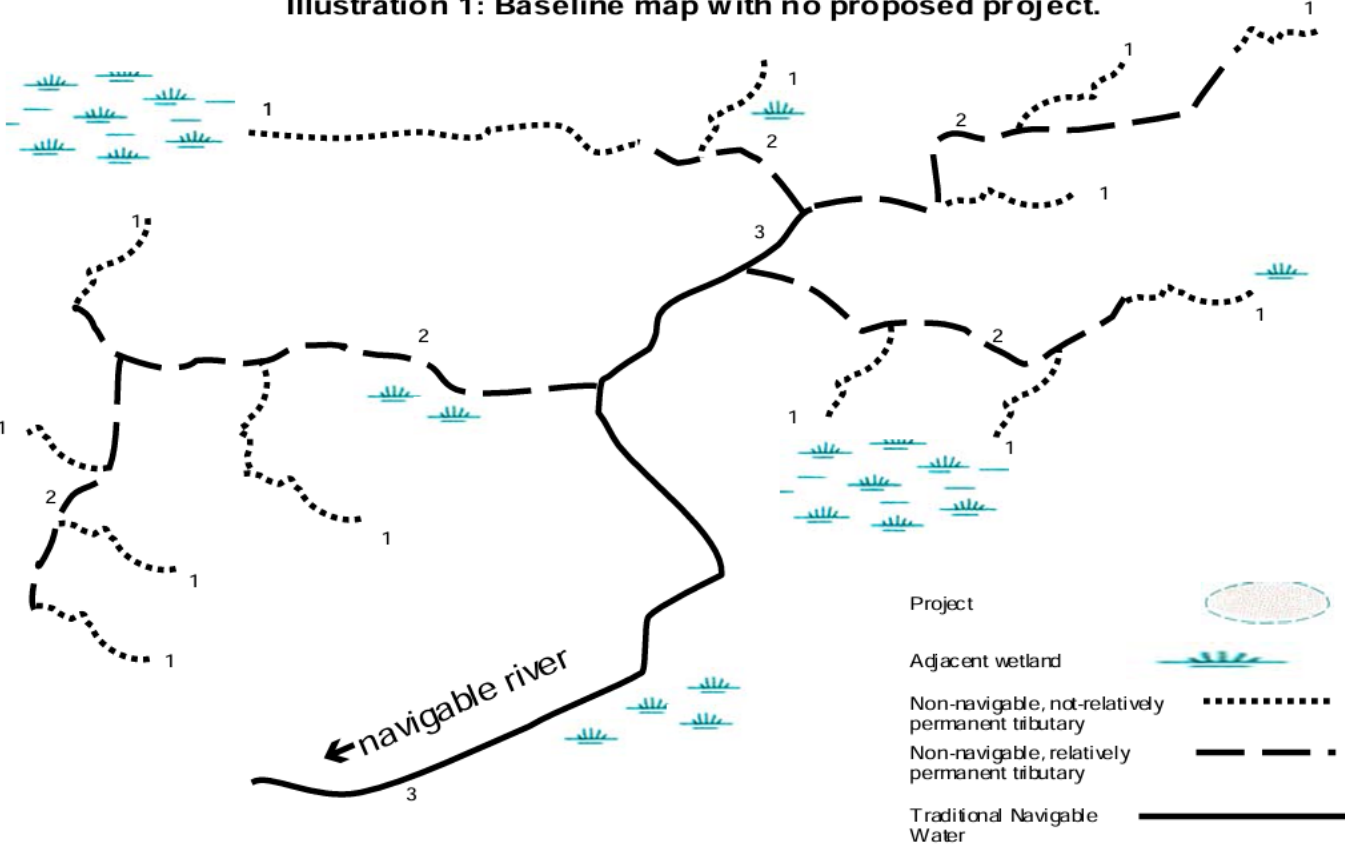 Illustration 1: Baseline map with no proposed project.
1
1
1
1
2
2
1
1
3
1
2
2
1
1
1
2
1
1
1
navigable river
3
Project
Adjacent wetland
Non-navigable, not-relatively
permanent tributary
Non-navigable, relatively
permanent tributary
Traditional Navigable
Water